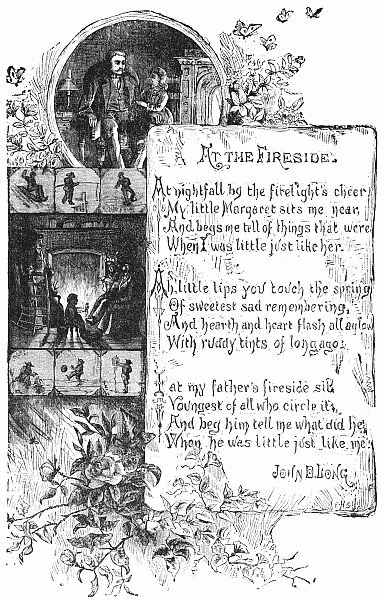 AT THE FIRESIDE.
At nightfall by the firelight's cheer
My little Margaret sits me near,
And begs me tell of things that were
When I was little just like her.
Ah little lips you touch the spring
Of sweetest sad remembering,
And hearth and heart flash all aglow
With ruddy tints of long ago.
I at my father's fireside sit
Youngest of all who circle it,
And beg him tell me what did he
When he was little just like me.
JOHN D. LONG